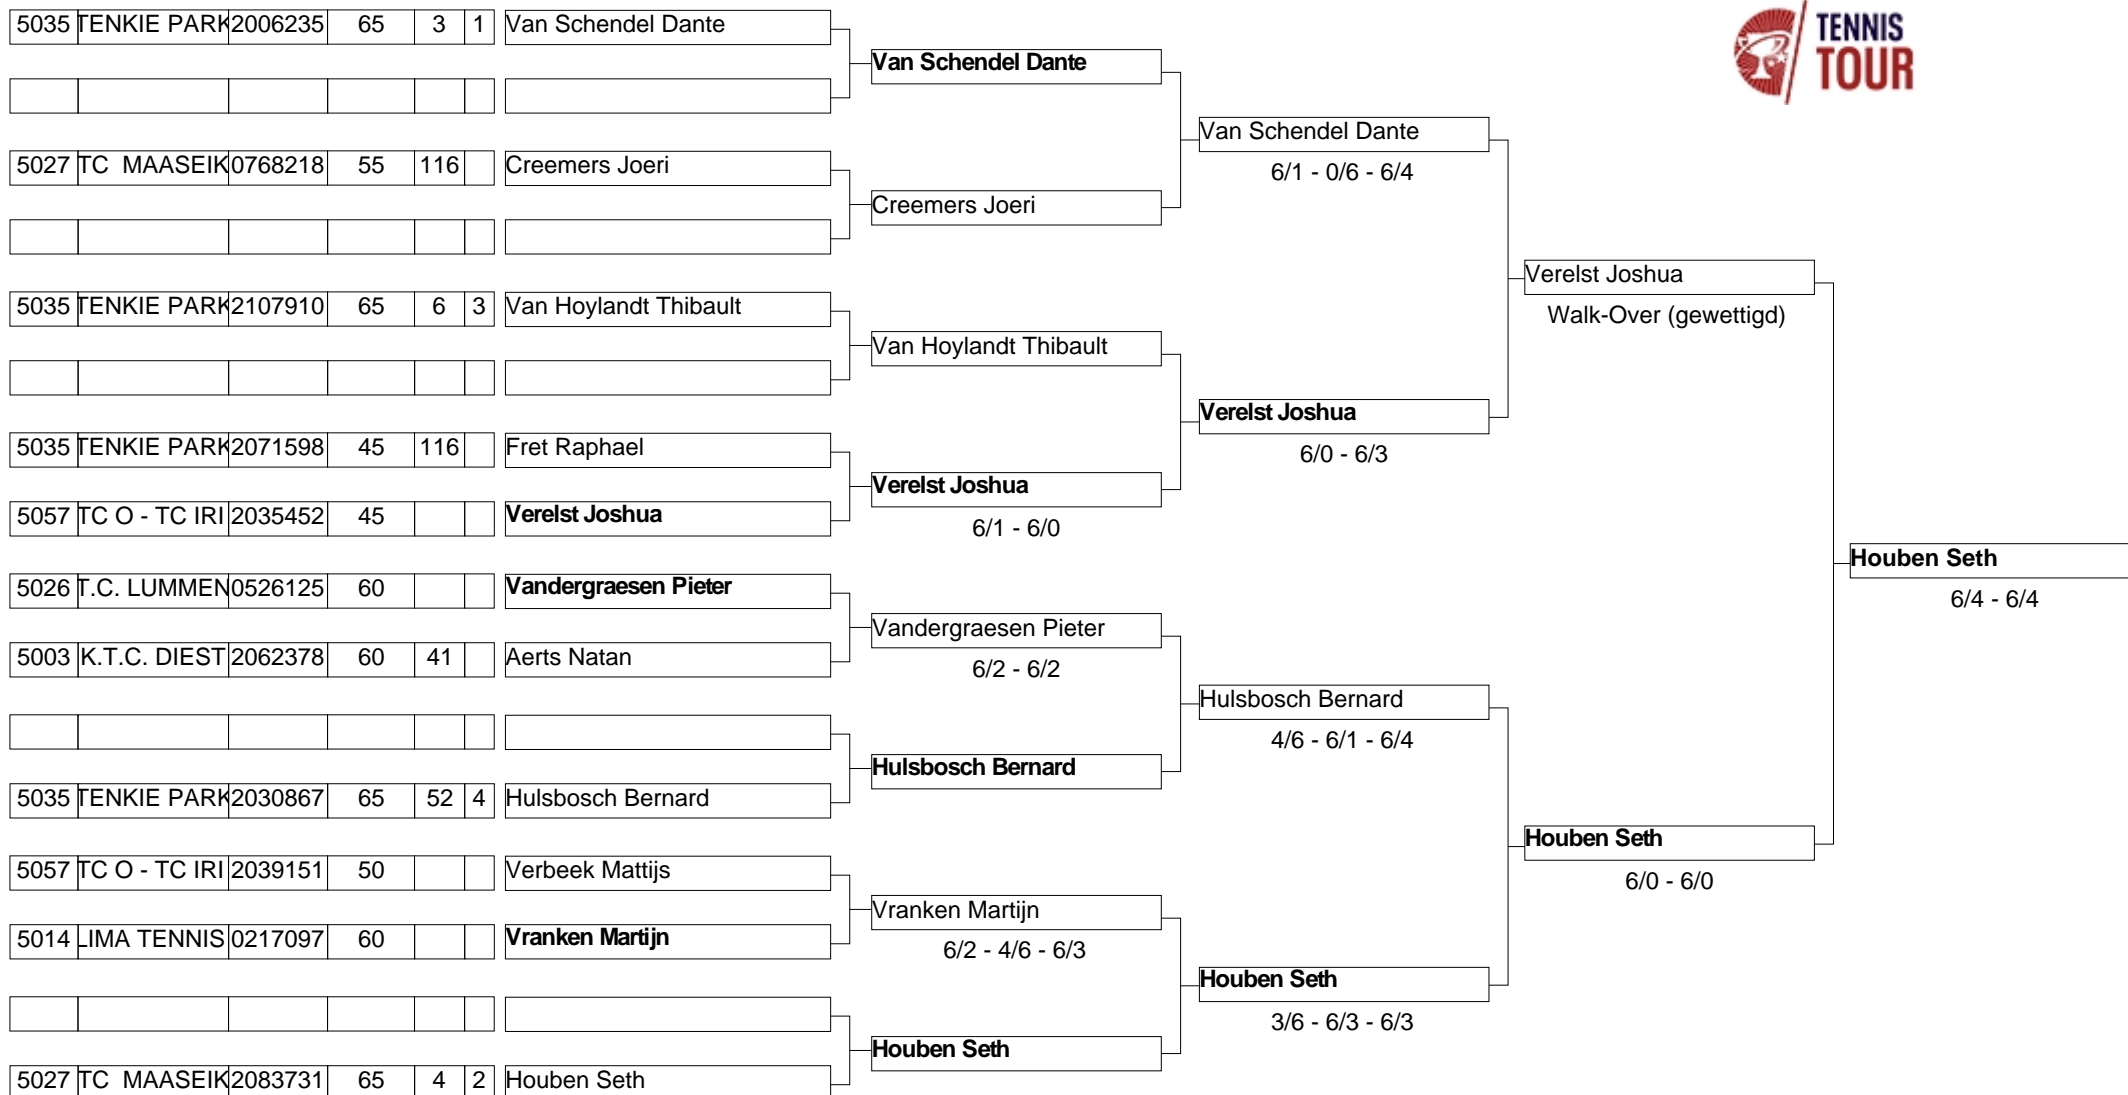 TENNIS
TOUR
5035 TENKIE PARK 2006235 65 3 1 Van Schendel Dante
Van Schendel Dante
Van Schendel Dante
6/1 - 0/6 - 6/4
5027 TC MAASEIK 0768218 55 116 Creemers Joeri
Creemers Joeri
Verelst Joshua
Walk-Over (gewettigd)
5035 TENKIE PARK 2107910 65 6 3 Van Hoylandt Thibault
Van Hoylandt Thibault
Verelst Joshua
6/0 - 6/3
5035 TENKIE PARK 2071598 45 116 Fret Raphael
Verelst Joshua
6/1 - 6/0
5057 TC O - TC IRI 2035452 45 Verelst Joshua
Houben Seth
6/4 - 6/4
5026 T.C. LUMMEN 0526125 60 Vandergraesen Pieter
Vandergraesen Pieter
6/2 - 6/2
5003 K.T.C. DIEST 2062378 60 41 Aerts Natan
Hulsbosch Bernard
4/6 - 6/1 - 6/4
Hulsbosch Bernard
5035 TENKIE PARK 2030867 65 52 4 Hulsbosch Bernard
Houben Seth
6/0 - 6/0
5057 TC O - TC IRI 2039151 50 Verbeek Mattijs
Vranken Martijn
6/2 - 4/6 - 6/3
5014 LIMA TENNIS 0217097 60 Vranken Martijn
Houben Seth
3/6 - 6/3 - 6/3
Houben Seth
5027 TC MAASEIK 2083731 65 4 2 Houben Seth